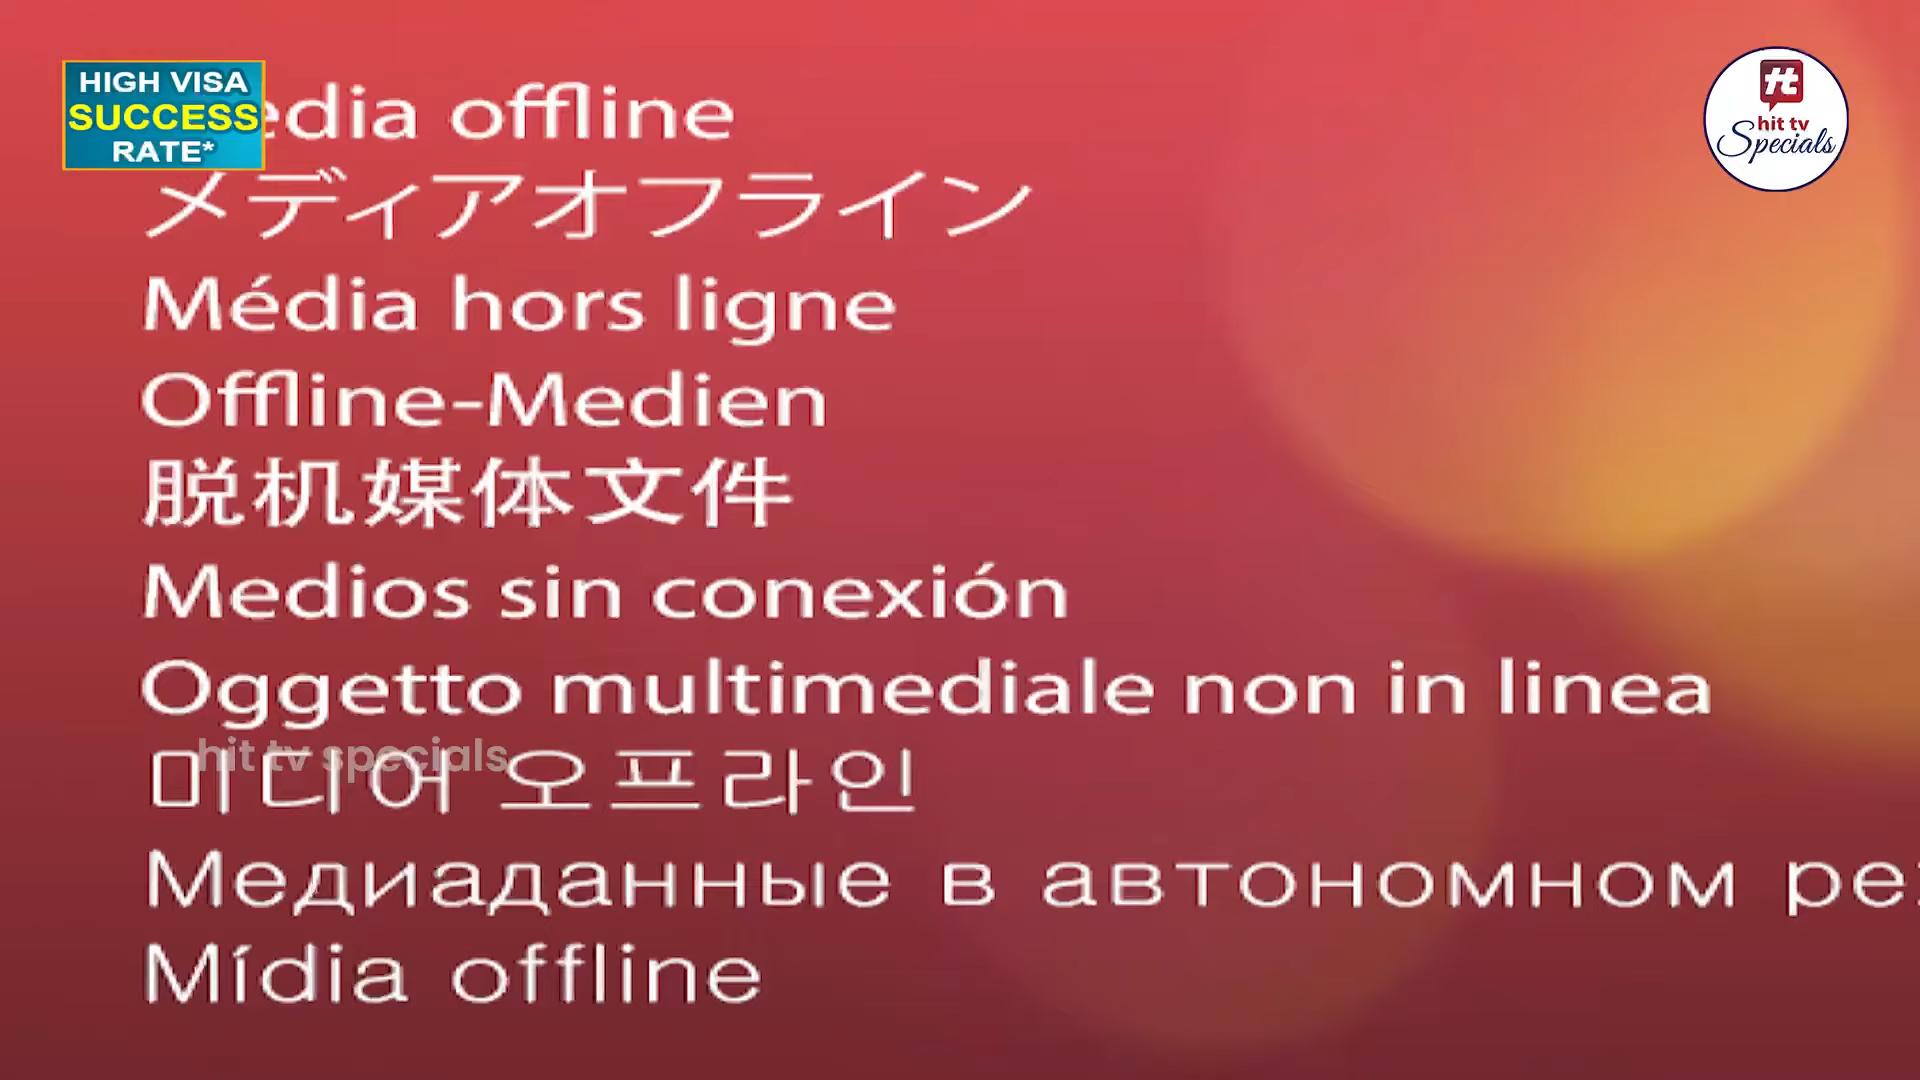 HIGH VISA
SUCCESS
RATE*
hit tv
Specials
edia offline
メディアオフライン
Média hors ligne
Offline-Medien
脱机媒体文件
Medios sin conexión
Oggetto multimediale non in linea
hit tv specials
미디어 오프라인
Медиаданные в автономном
Mídia offline